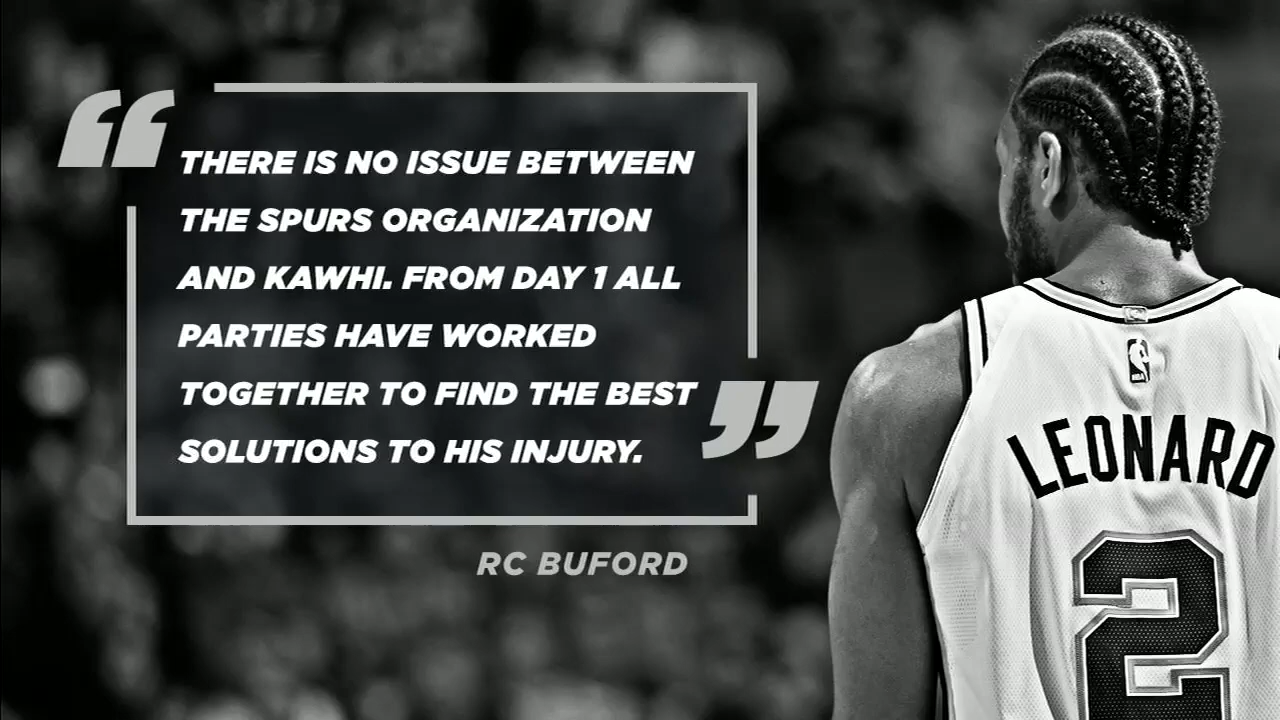 THERE IS NO ISSUE BETWEEN
THE SPURS ORGANIZATION
AND KAWHI. FROM DAY 1 ALL
PARTIES HAVE WORKED
TOGETHER TO FIND THE BEST
SOLUTIONS TO HIS INJURY.
RC BUFORD
NBA
LEONARD
2